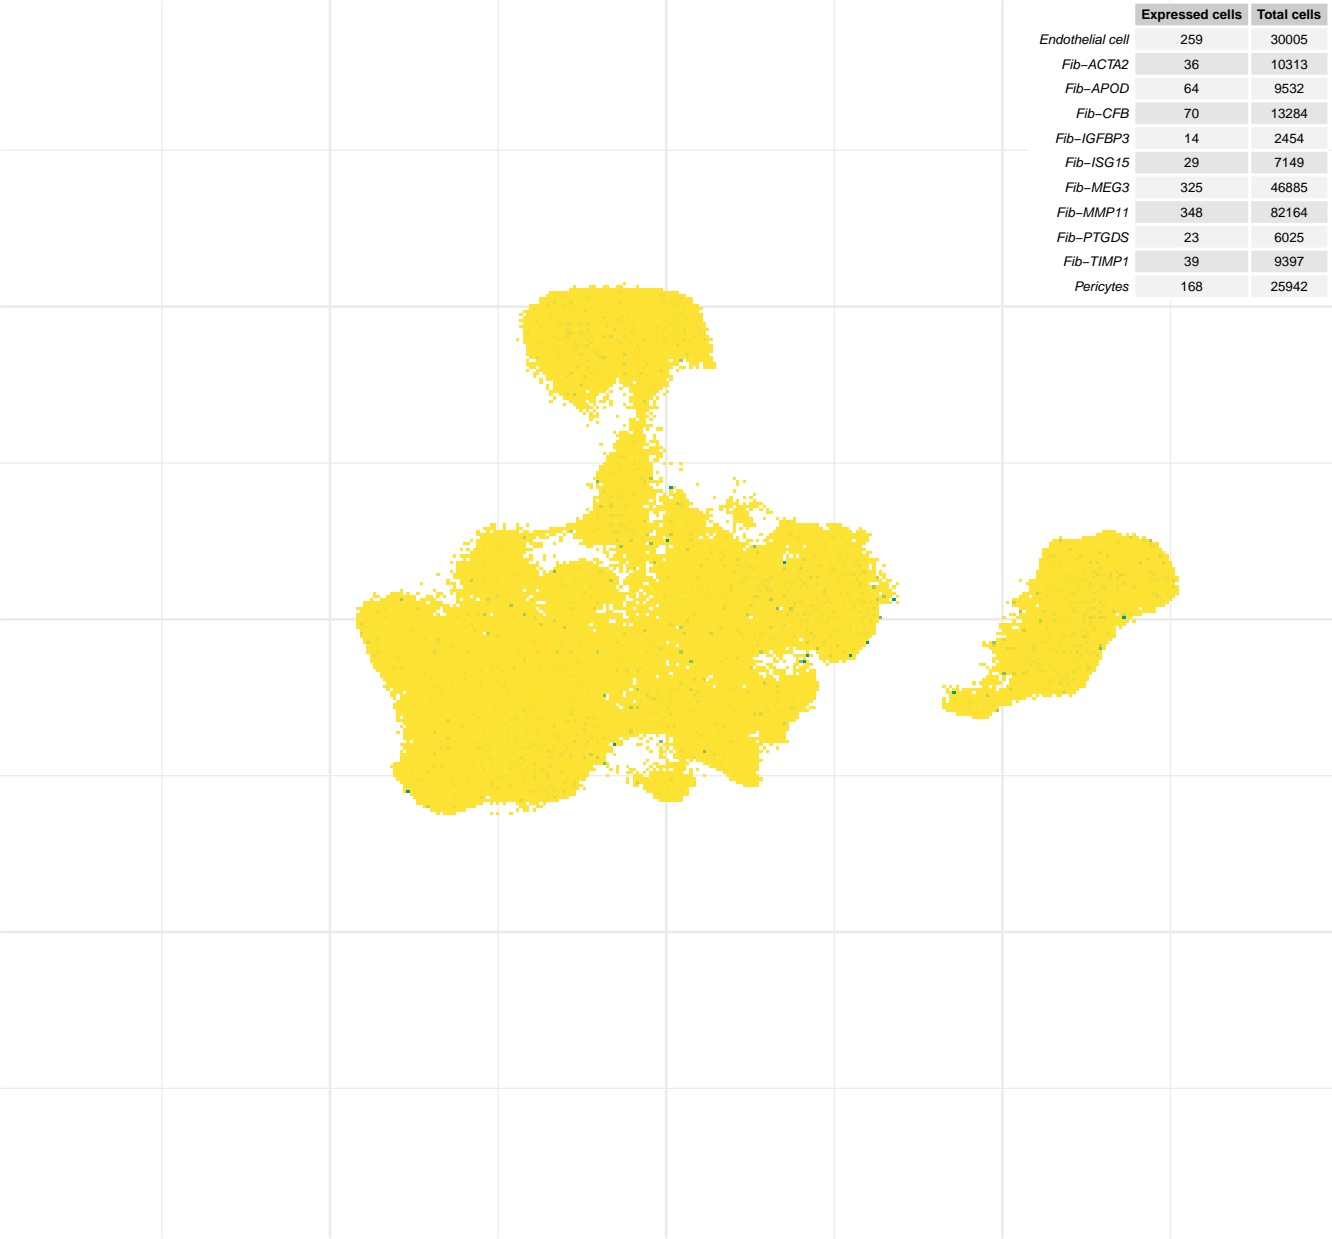 Expressed cells Total cells
Endothelial cell 259 30005
Fib−ACTA2 36 10313
Fib−APOD 64 9532
Fib−CFB 70 13284
Fib−IGFBP3 14 2454
Fib−ISG15 29 7149
Fib−MEG3 325 46885
Fib−MMP11 348 82164
Fib−PTGDS 23 6025
Fib−TIMP1 39 9397
Pericytes 168 25942